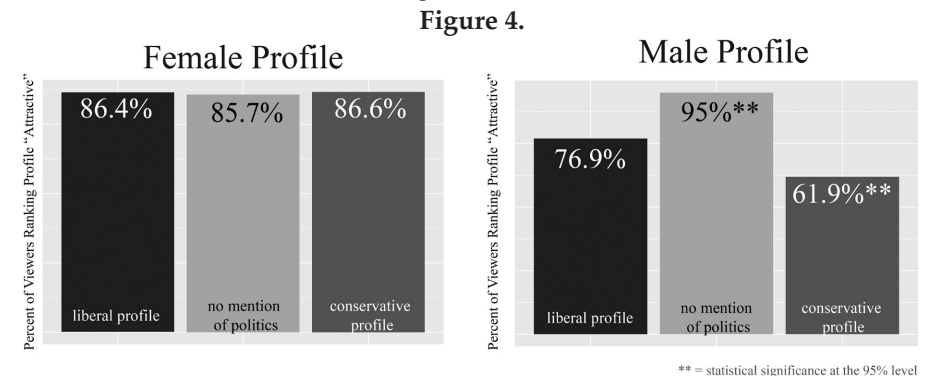 Figure 4.
Female Profile
Percent of Viewers Ranking Profile “Attractive”
86.4%
85.7%
86.6%
liberal profile
no mention
of politics
conservative
profile
Male Profile
Percent of Viewers Ranking Profile “Attractive”
76.9%
95%**
61.9%**
liberal profile
no mention
of politics
conservative
profile
** = statistical significance at the 95% level